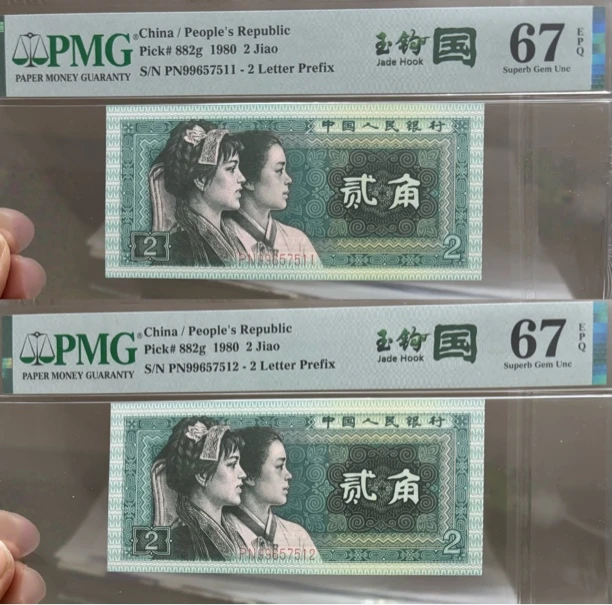 PMG
PAPER MONEY GUARANTY
China / People's Republic
Pick# 882g 1980 2 Jiao
S/N PN99657511 - 2 Letter Prefix
玉钩国
Jade Hook
67
EPQ
Superb Gem Unc
中国人民银行
贰角
2
2
PN99657511
PMG
PAPER MONEY GUARANTY
China / People's Republic
Pick# 882g 1980 2 Jiao
S/N PN99657512 - 2 Letter Prefix
玉钩国
Jade Hook
67
EPQ
Superb Gem Unc
中国人民银行
贰角
2
2
PN99657512